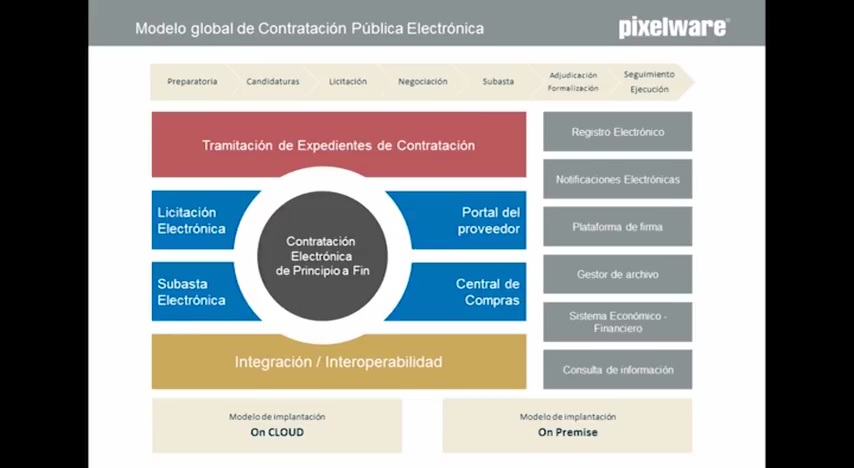 Modelo global de Contratación Pública Electrónica
pixelware®
Preparatoria
Candidaturas
Licitación
Negociación
Subasta
Adjudicación
Formalización
Seguimiento
Ejecución
Tramitación de Expedientes de Contratación
Licitación
Electrónica
Portal del
proveedor
Contratación
Electrónica
de Principio a Fin
Subasta
Electrónica
Central de
Compras
Integración / Interoperabilidad
Registro Electrónico
Notificaciones Electrónicas
Plataforma de firma
Gestor de archivo
Sistema Económico -
Financiero
Consulta de información
Modelo de implantación
On CLOUD
Modelo de implantación
On Premise